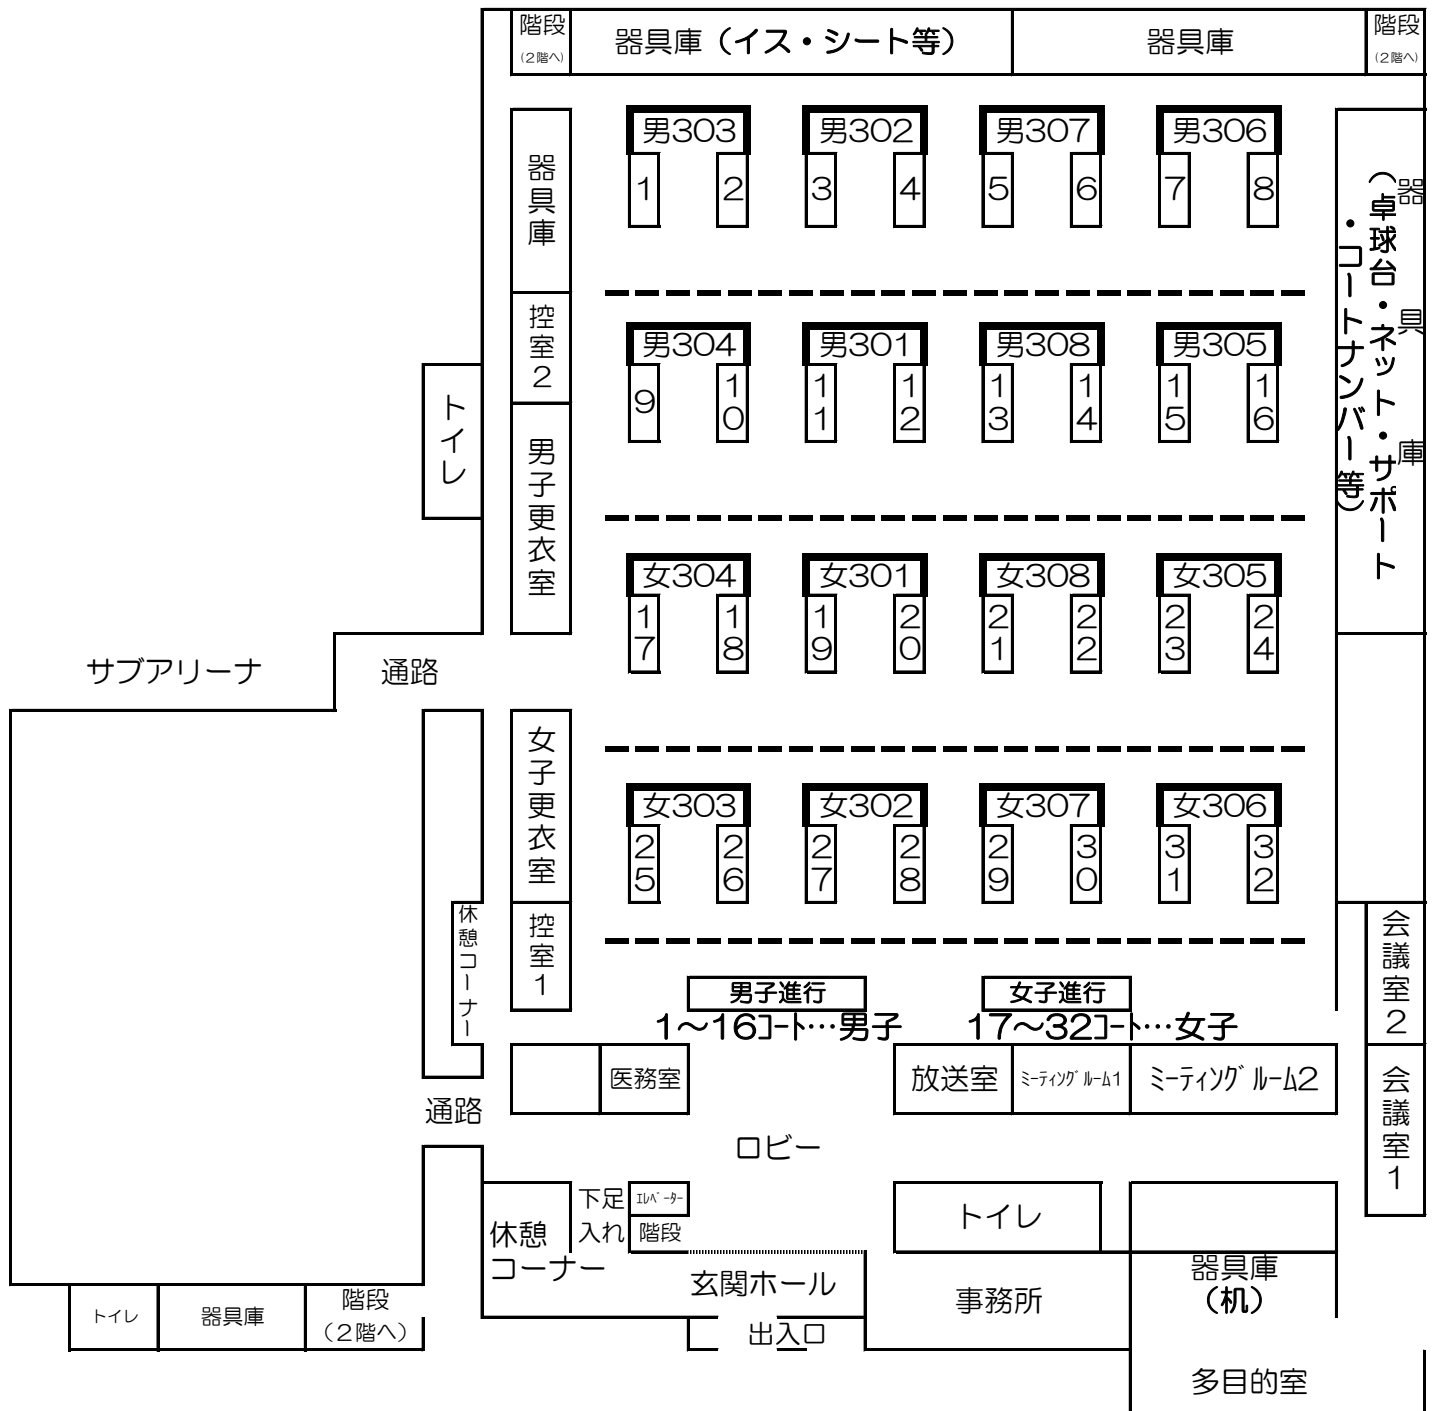 階段
(2階へ)
器具庫(イス・シート等)
器具庫
階段
(2階へ)
器具庫
男303
男302
男307
男306
1
2
3
4
5
6
7
8
器具庫
(卓球台・ネット・サポート
・コートナンバー等)
控室2
男304
男301
男308
男305
9
10
11
12
13
14
15
16
トイレ
男子更衣室
女304
女301
女308
女305
17
18
19
20
21
22
23
24
サブアリーナ
通路
女子更衣室
女303
女302
女307
女306
25
26
27
28
29
30
31
32
休憩コーナー
控室1
会議室2
男子進行
女子進行
1~16コート…男子
17~32コート…女子
医務室
放送室
ミーティングルーム1
ミーティングルーム2
会議室1
通路
ロビー
下足
入れ
エレベーター
階段
休憩
コーナー
トイレ
玄関ホール
事務所
器具庫
(机)
トイレ
器具庫
階段
(2階へ)
出入口
多目的室